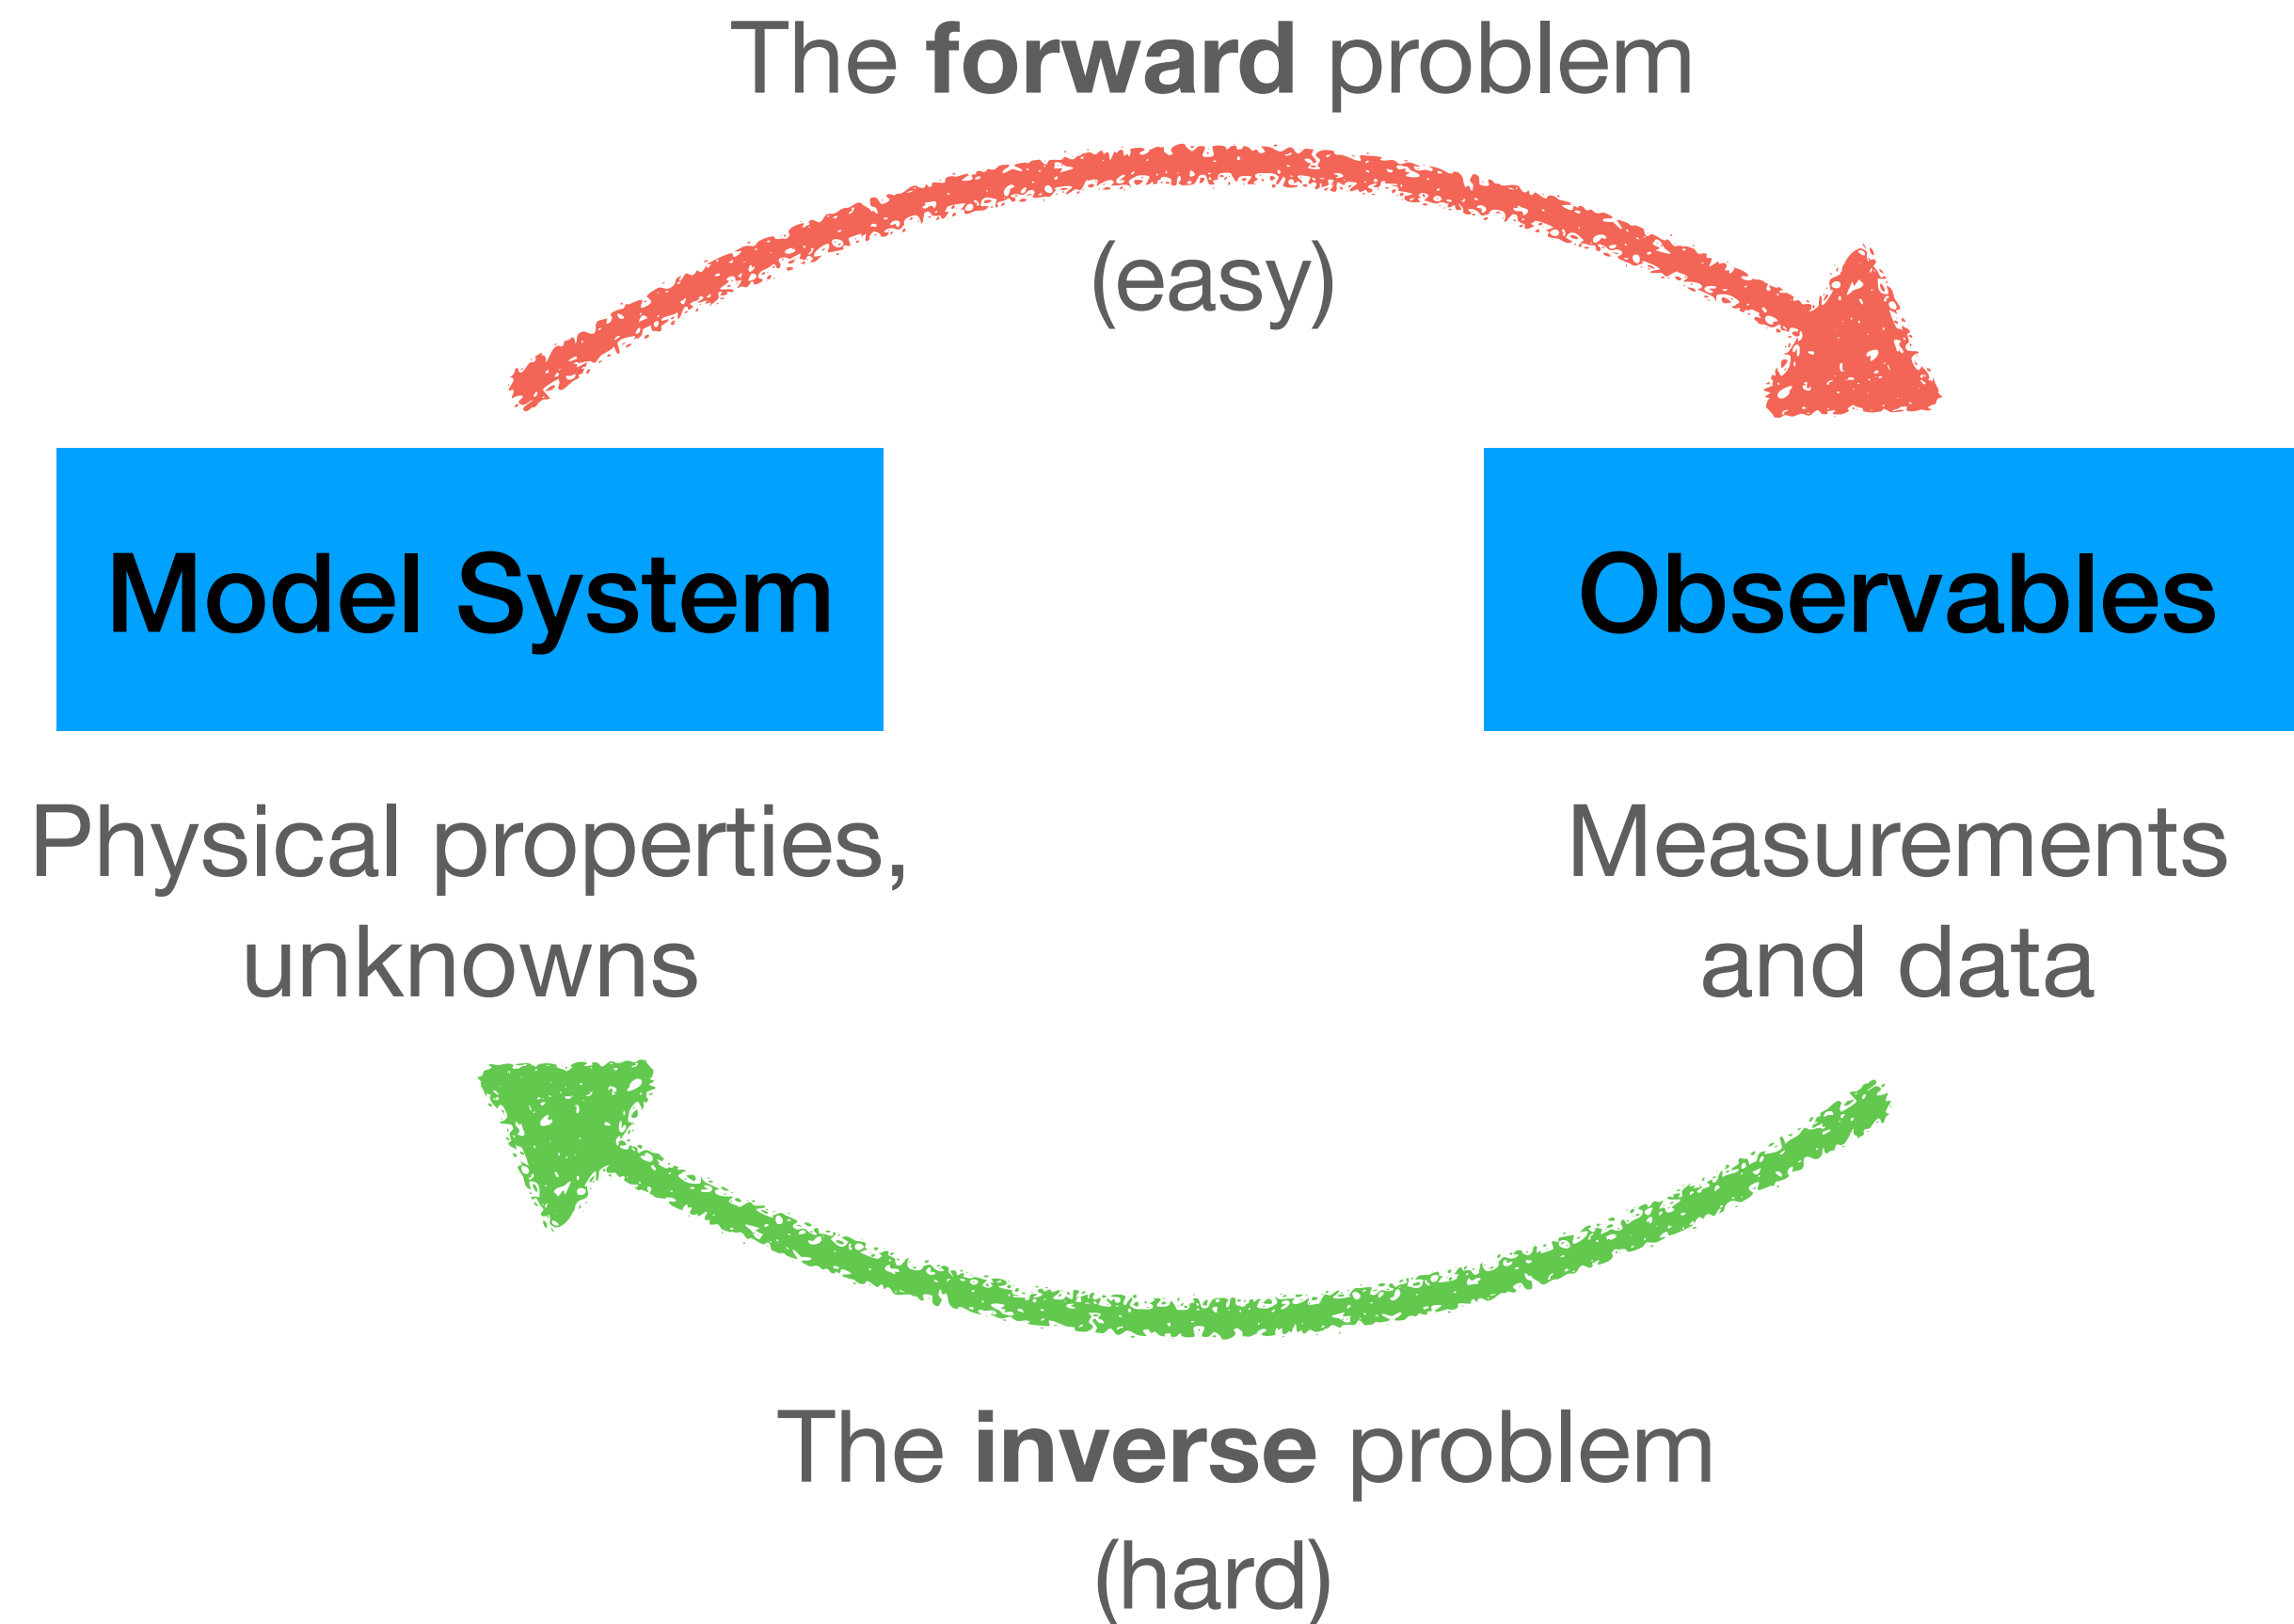 The forward problem
(easy)
Model System
Observables
Physical properties,
unknowns
Measurements
and data
The inverse problem
(hard)